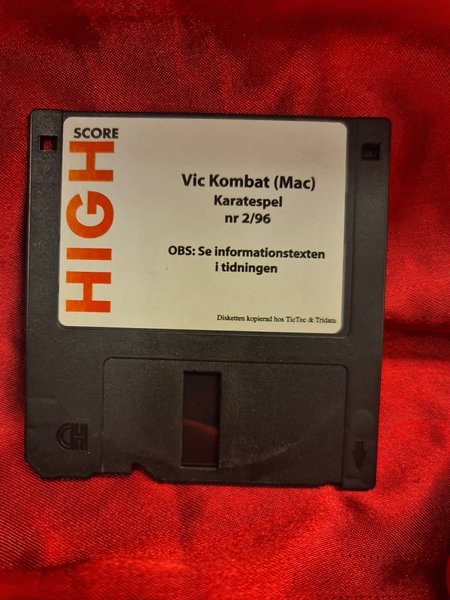 HIGH
SCORE
Vic Kombat (Mac)
Karatespel
nr 2/96
OBS: Se informationstexten
i tidningen
Disketten kopierad hos TicTec & Tridata